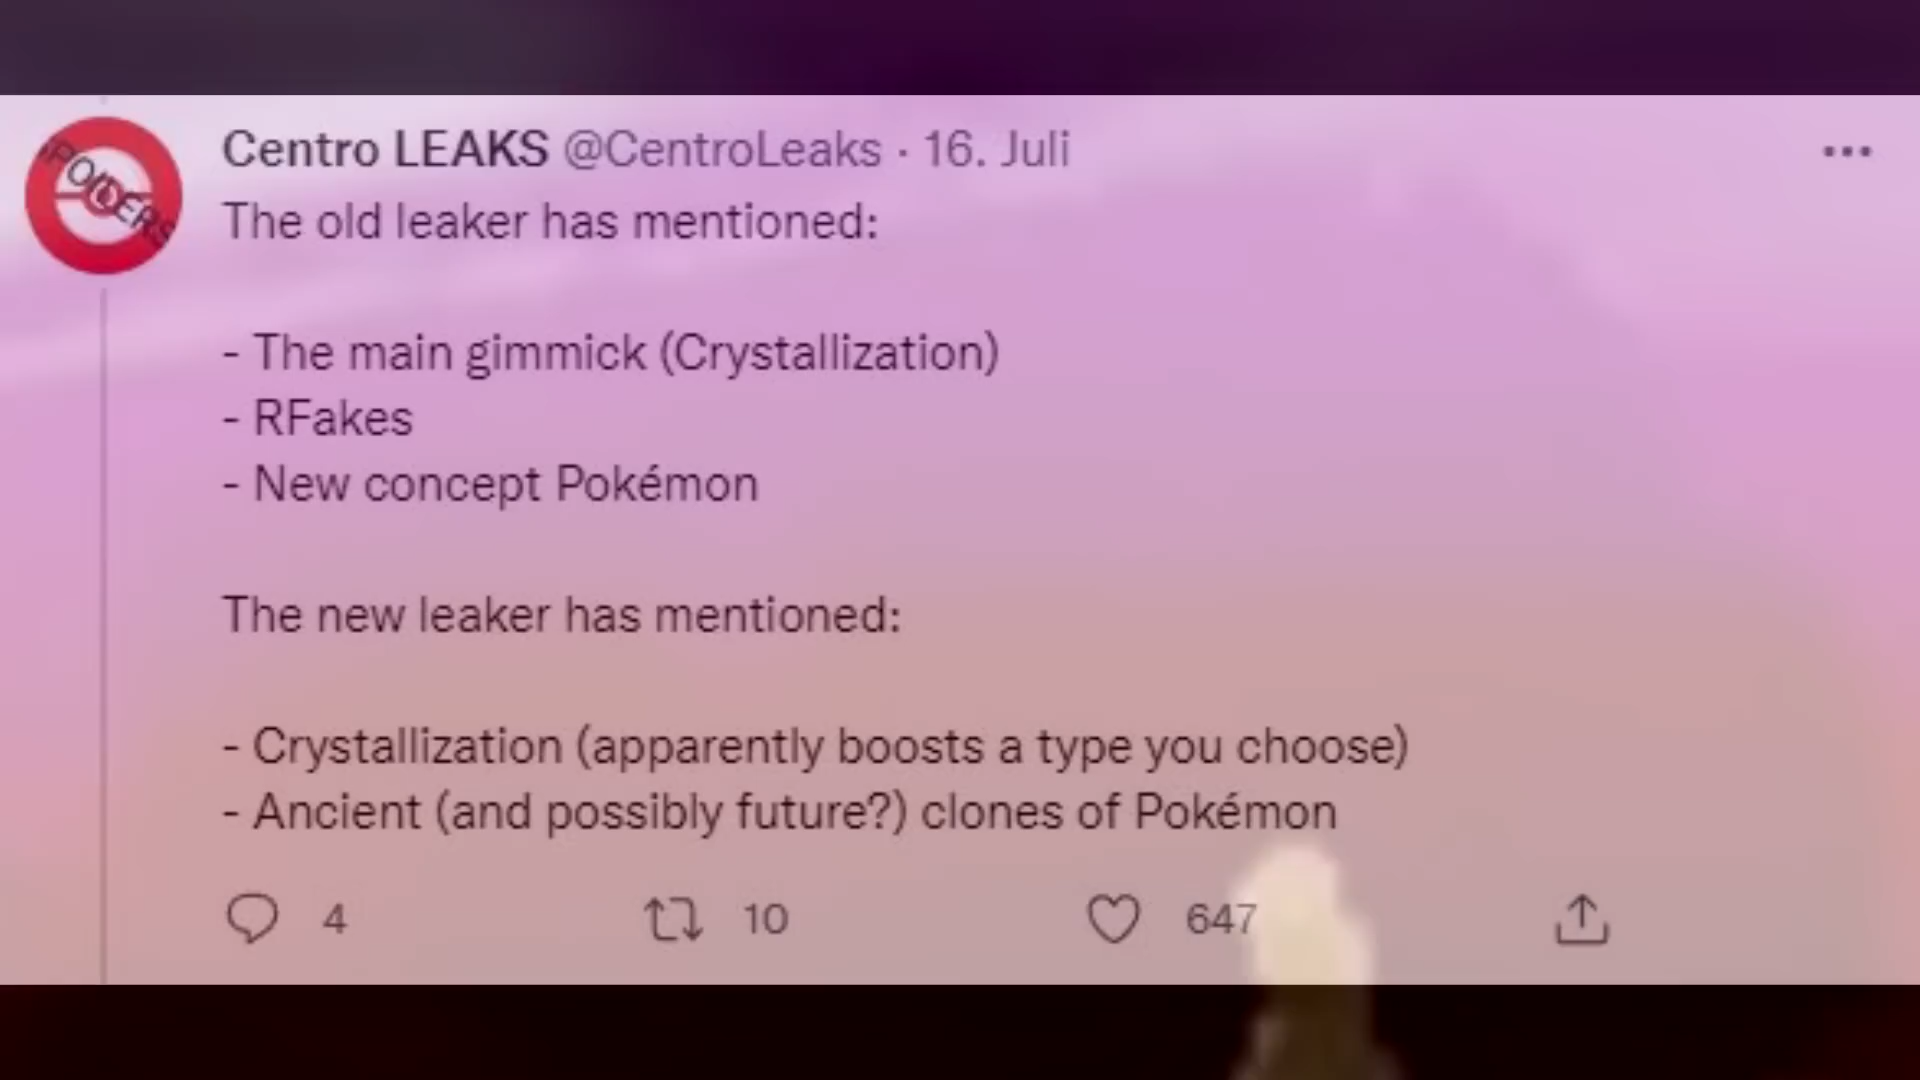 Centro LEAKS @CentroLeaks · 16. Juli
SPOILERS
The old leaker has mentioned:
- The main gimmick (Crystallization)
- RFakes
- New concept Pokémon
The new leaker has mentioned:
- Crystallization (apparently boosts a type you choose)
- Ancient (and possibly future?) clones of Pokémon
4 10 647